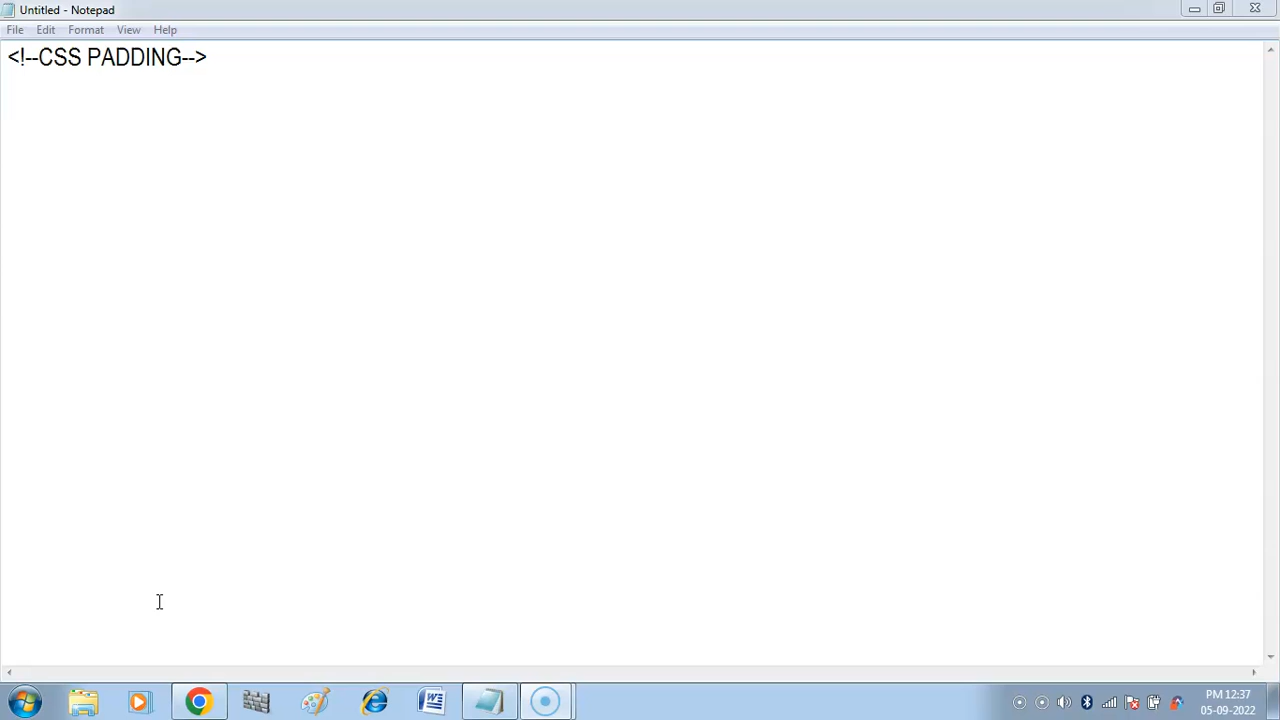 Untitled - Notepad
File Edit Format View Help
<!--CSS PADDING-->
PM 12:37
05-09-2022